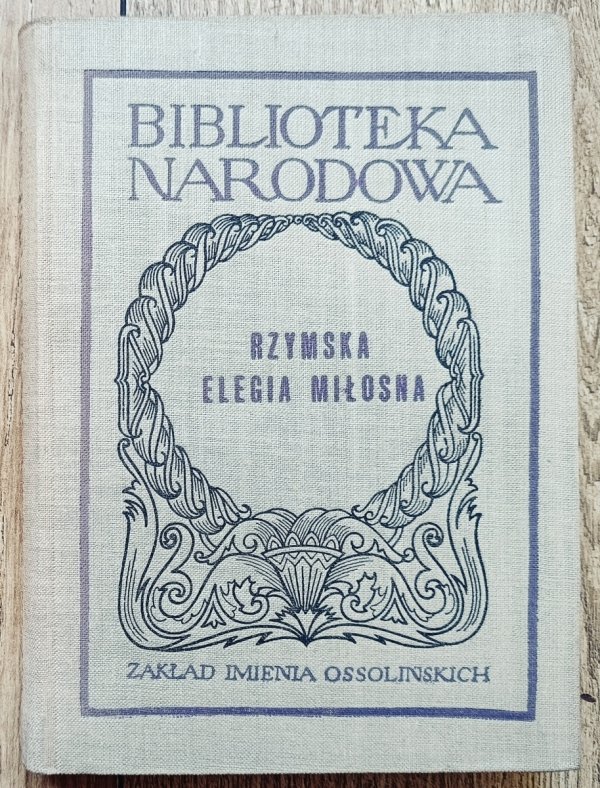 BIBLIOTEKA
NARODOWA
RZYMSKA
ELEGIA MIŁOSNA
ZAKŁAD IMIENIA OSSOLIŃSKICH